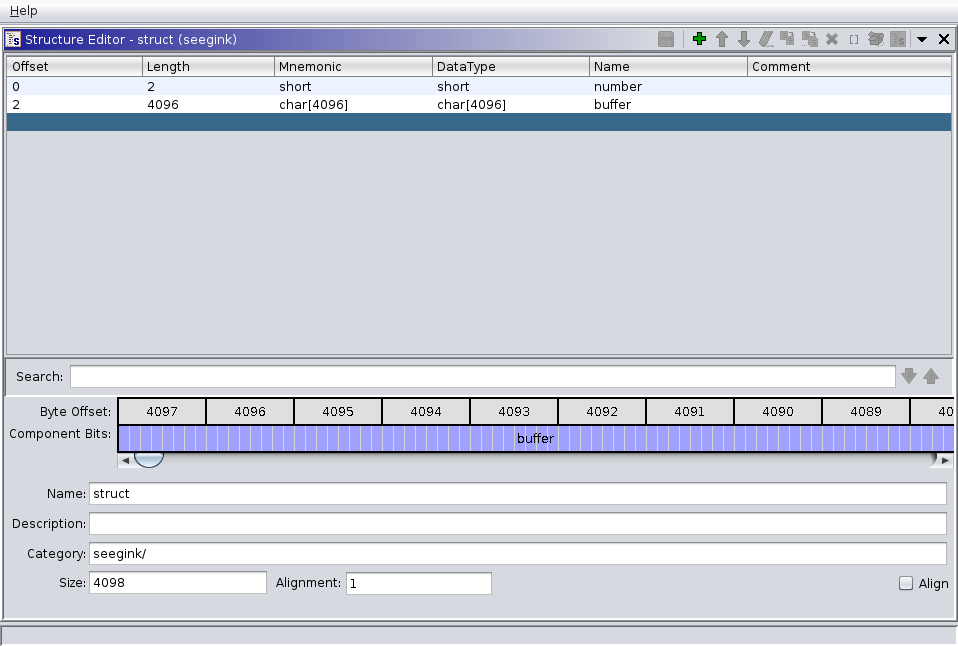 Help
Structure Editor - struct (seegink)
Offset Length Mnemonic DataType Name Comment
0 2 short short number
2 4096 char[4096] char[4096] buffer
Search:
Byte Offset: 4097 4096 4095 4094 4093 4092 4091 4090 4089 40
Component Bits: buffer
Name: struct
Description:
Category: seegink/
Size: 4098 Alignment: 1 Align